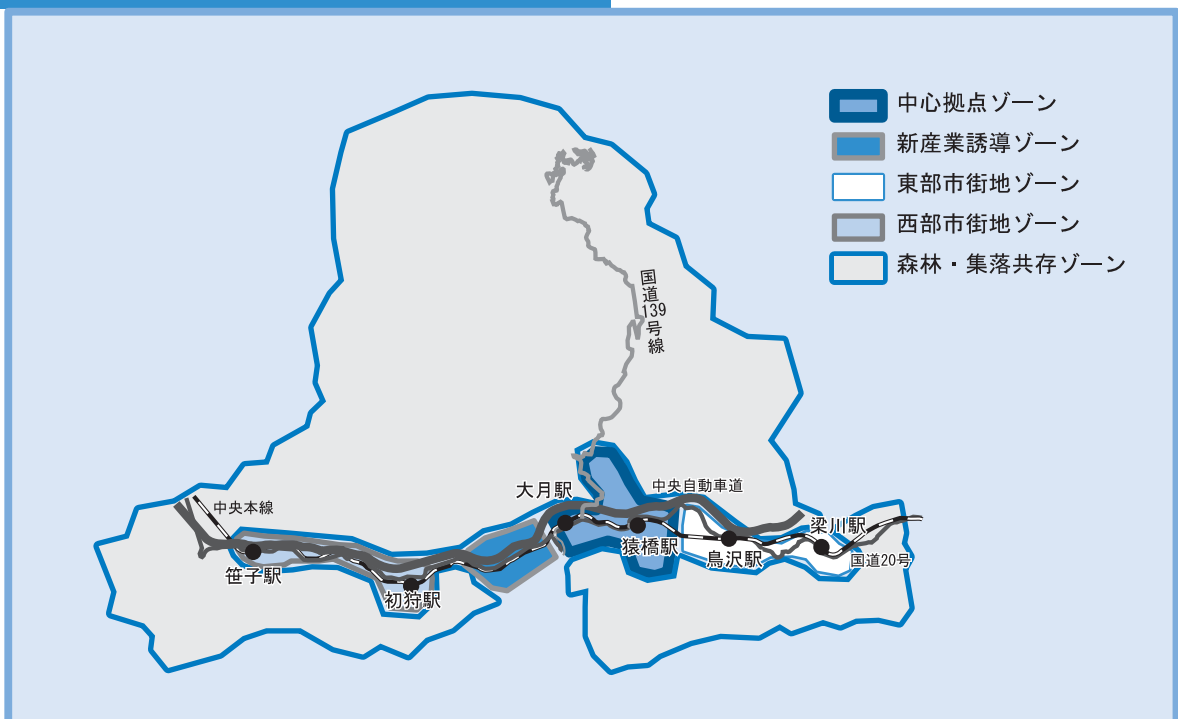 中心拠点ゾーン
新産業誘導ゾーン
東部市街地ゾーン
西部市街地ゾーン
森林・集落共存ゾーン
国道139号線
大月駅
中央自動車道
中央本線
梁川駅
猿橋駅
鳥沢駅
国道20号
笹子駅
初狩駅